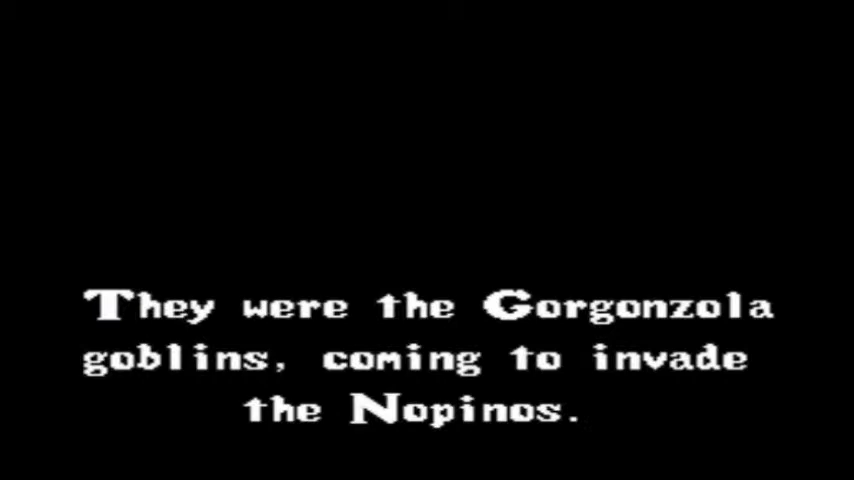 They were the Gorgonzola
goblins, coming to invade
the Nopinos.